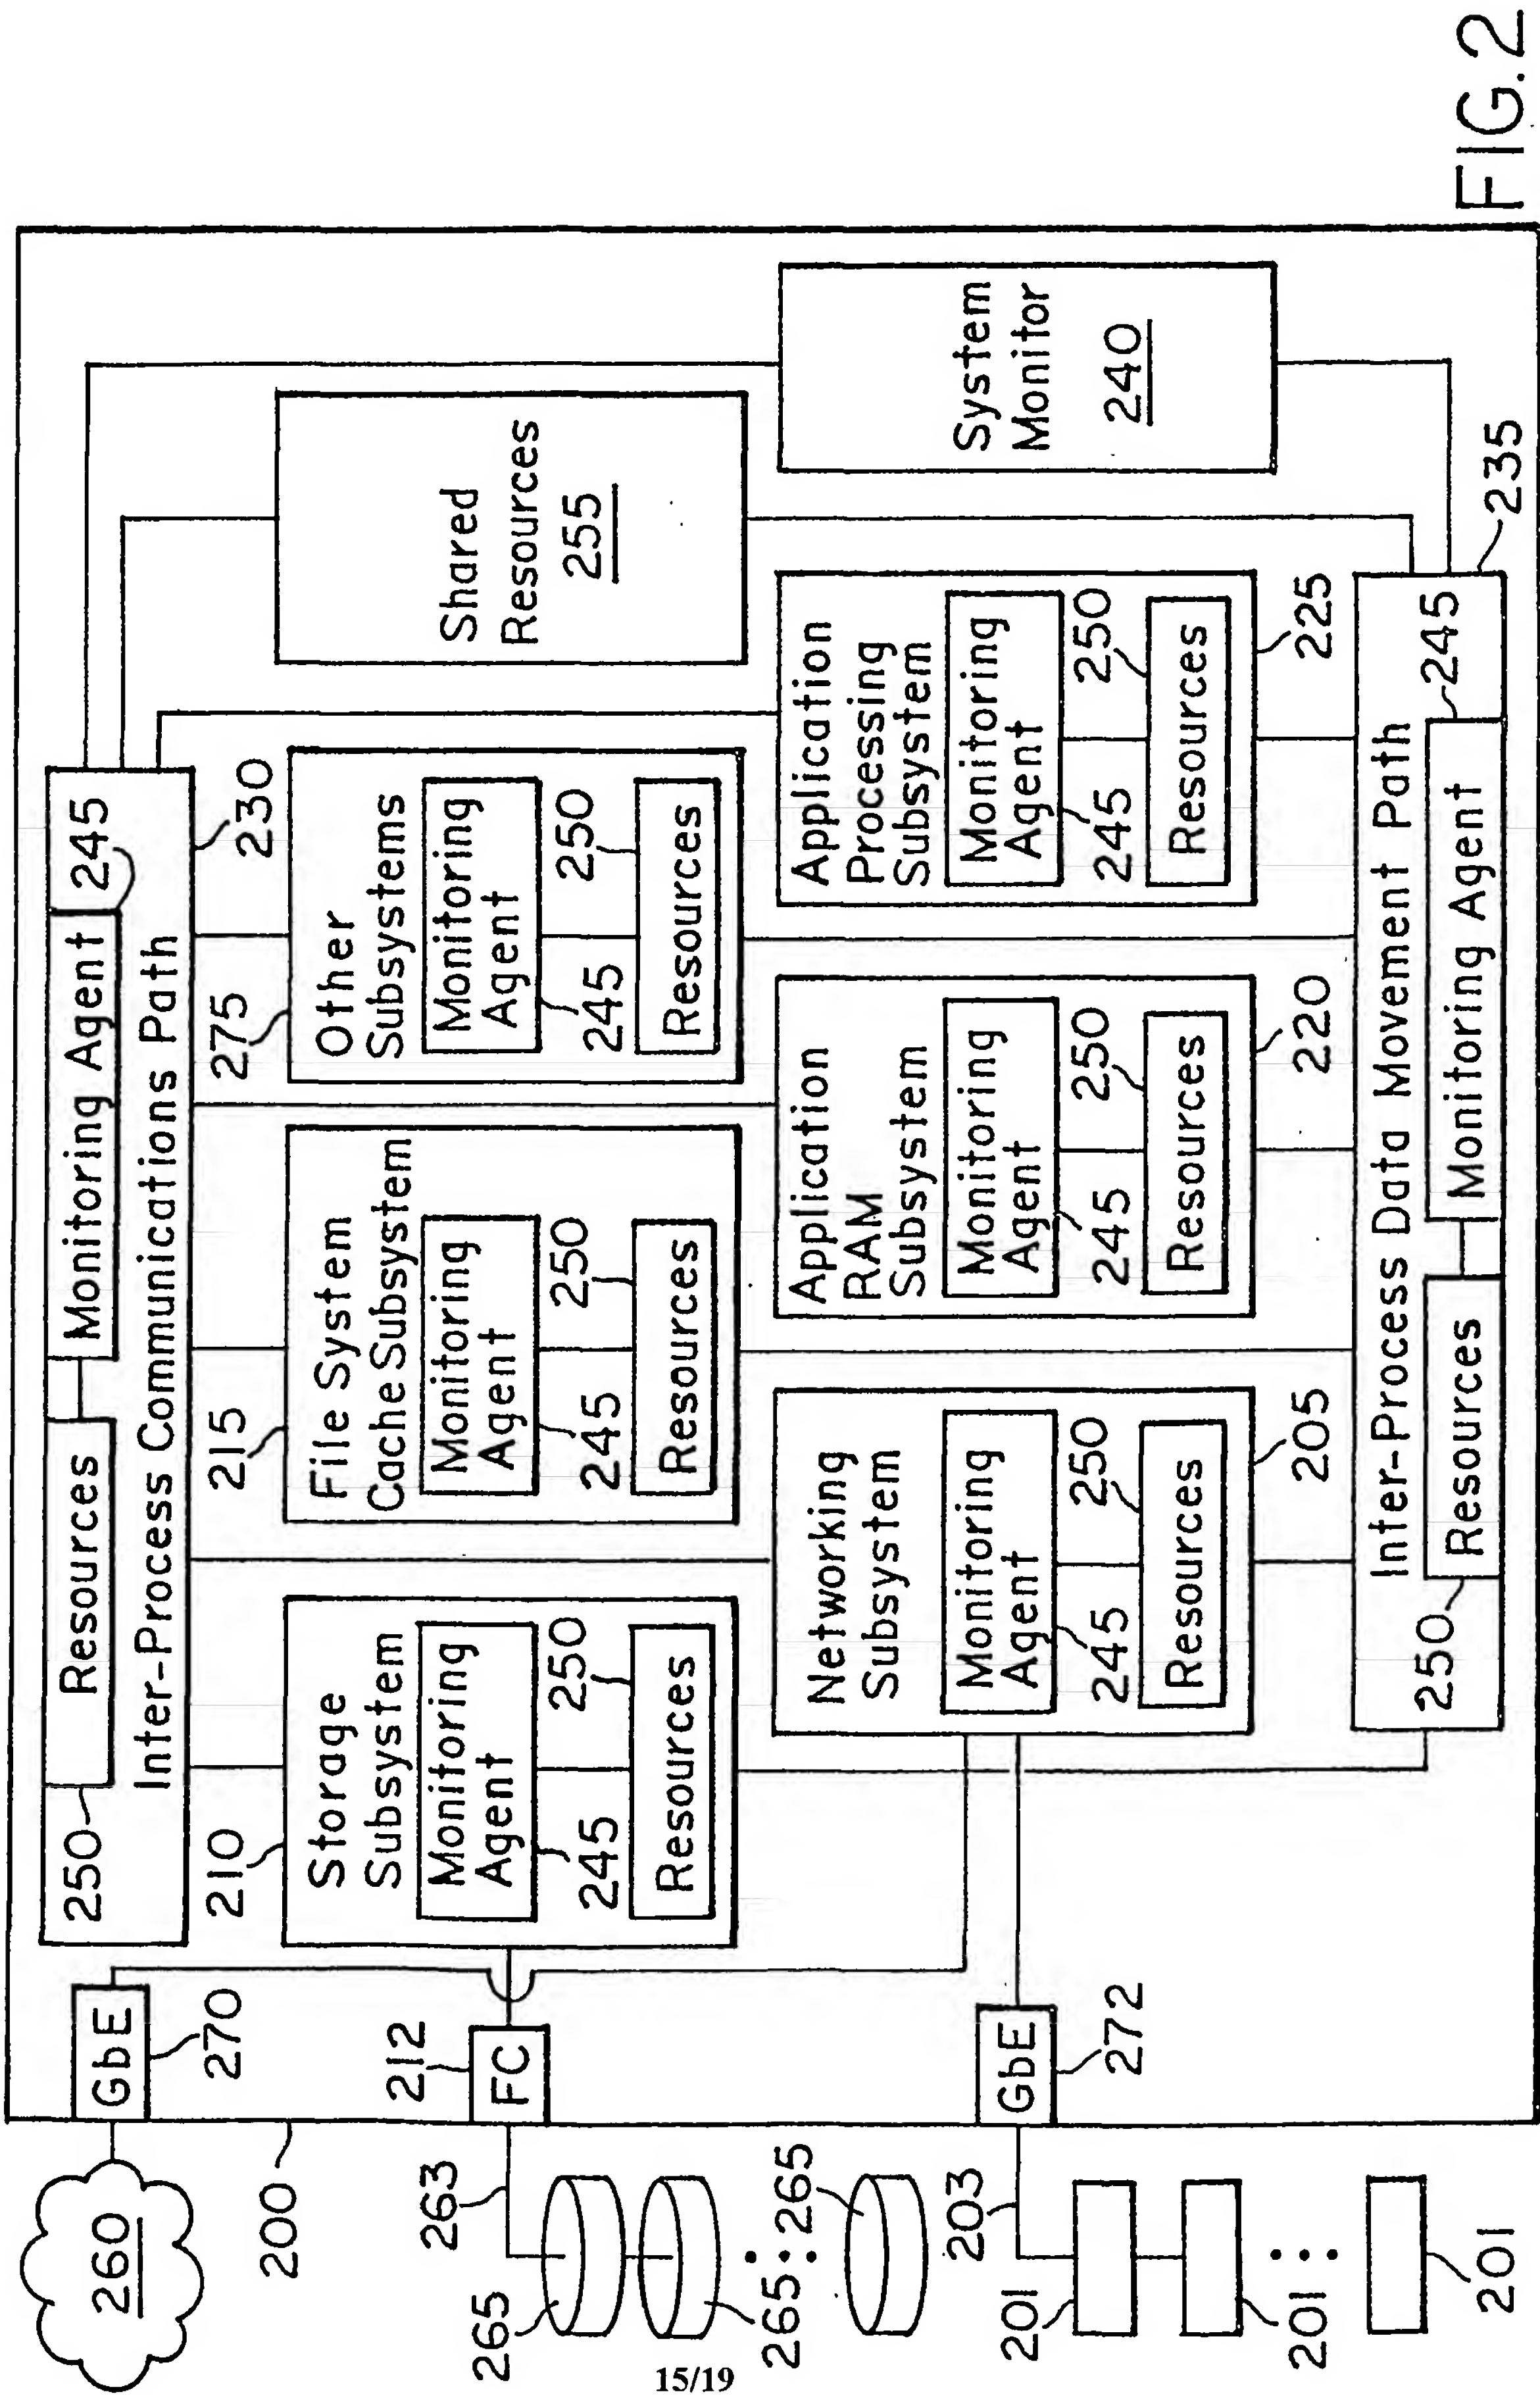 FIG.2
250
Resources
Monitoring Agent
245
Inter-Process Communications Path
230
210
Storage
Subsystem
Monitoring
Agent
245
250
Resources
215
File System
Cache Subsystem
Monitoring
Agent
245
250
Resources
275
Other
Subsystems
Monitoring
Agent
245
250
Resources
Shared
Resources
255
Networking
Subsystem
Monitoring
Agent
245
250
Resources
205
Application
RAM
Subsystem
Monitoring
Agent
245
250
Resources
220
Application
Processing
Subsystem
Monitoring
Agent
245
250
Resources
225
System
Monitor
240
Inter-Process Data Movement Path
235
250
Resources
Monitoring Agent
245
260
GbE
270
200
212
FC
263
265
265
265
GbE
272
203
201
201
201
15/19